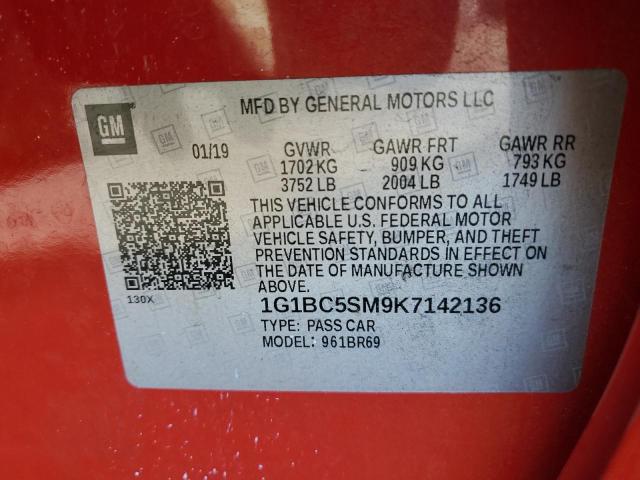 MFD BY GENERAL MOTORS LLC
GM
01/19
GVWR GAWR FRT GAWR RR
1702 KG 909 KG 793 KG
3752 LB 2004 LB 1749 LB
THIS VEHICLE CONFORMS TO ALL
APPLICABLE U.S. FEDERAL MOTOR
VEHICLE SAFETY, BUMPER, AND THEFT
PREVENTION STANDARDS IN EFFECT ON
THE DATE OF MANUFACTURE SHOWN
ABOVE.
130X
1G1BC5SM9K7142136
TYPE: PASS CAR
MODEL: 961BR69